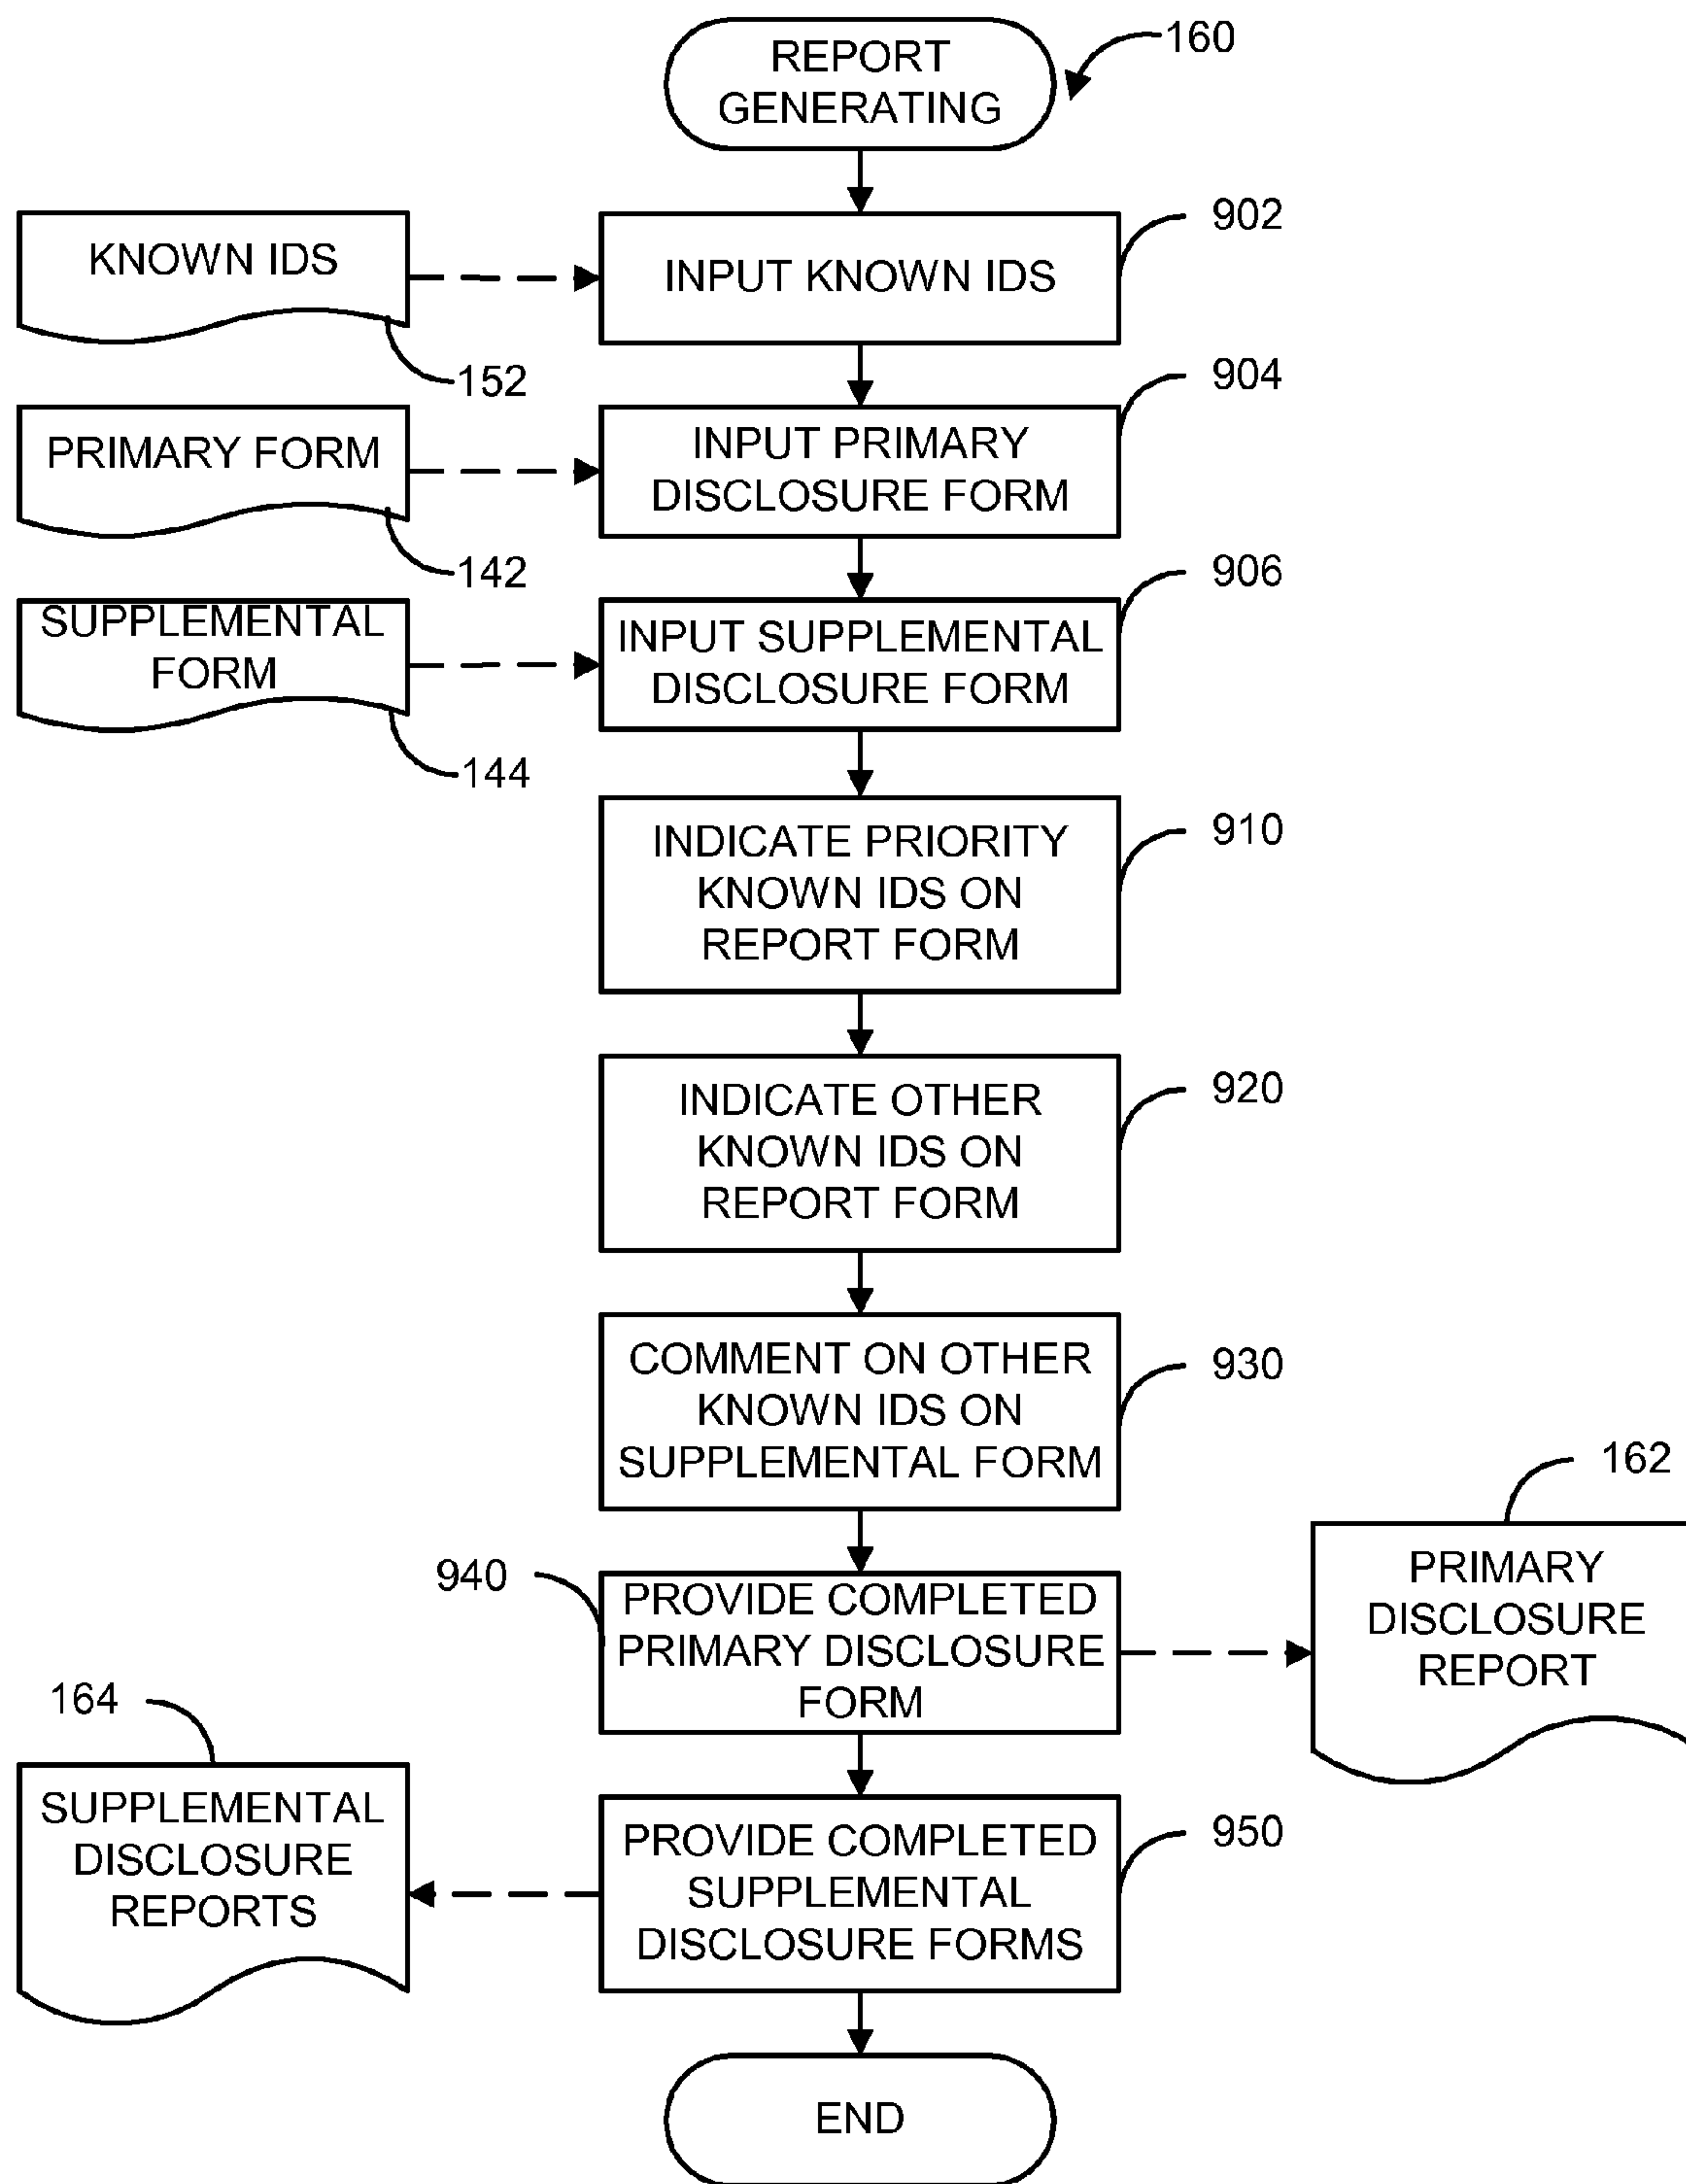 REPORT
GENERATING
160
KNOWN IDS
152
INPUT KNOWN IDS
902
PRIMARY FORM
142
INPUT PRIMARY
DISCLOSURE FORM
904
SUPPLEMENTAL
FORM
144
INPUT SUPPLEMENTAL
DISCLOSURE FORM
906
INDICATE PRIORITY
KNOWN IDS ON
REPORT FORM
910
INDICATE OTHER
KNOWN IDS ON
REPORT FORM
920
COMMENT ON OTHER
KNOWN IDS ON
SUPPLEMENTAL FORM
930
940
PROVIDE COMPLETED
PRIMARY DISCLOSURE
FORM
162
PRIMARY
DISCLOSURE
REPORT
164
SUPPLEMENTAL
DISCLOSURE
REPORTS
PROVIDE COMPLETED
SUPPLEMENTAL
DISCLOSURE FORMS
950
END